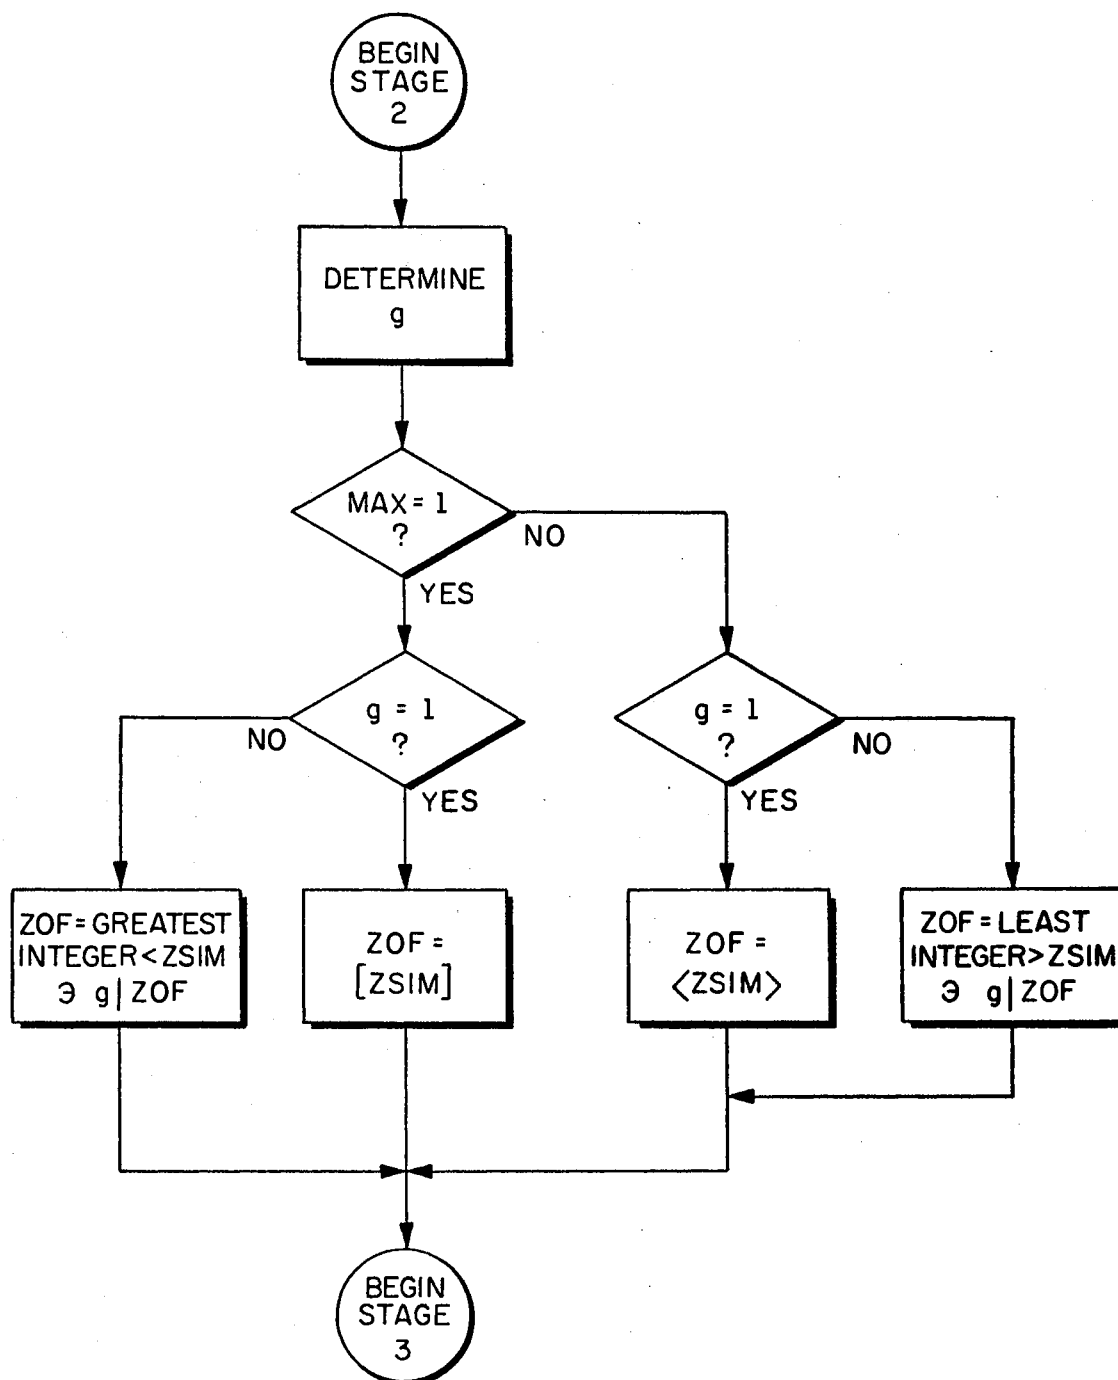 BEGIN
STAGE
2
DETERMINE
g
MAX = 1
?
NO
YES
g = 1
?
NO
YES
g = 1
?
NO
YES
ZOF = GREATEST
INTEGER < ZSIM
∋ g | ZOF
ZOF =
[ZSIM]
ZOF =
⟨ZSIM⟩
ZOF = LEAST
INTEGER > ZSIM
∋ g | ZOF
BEGIN
STAGE
3